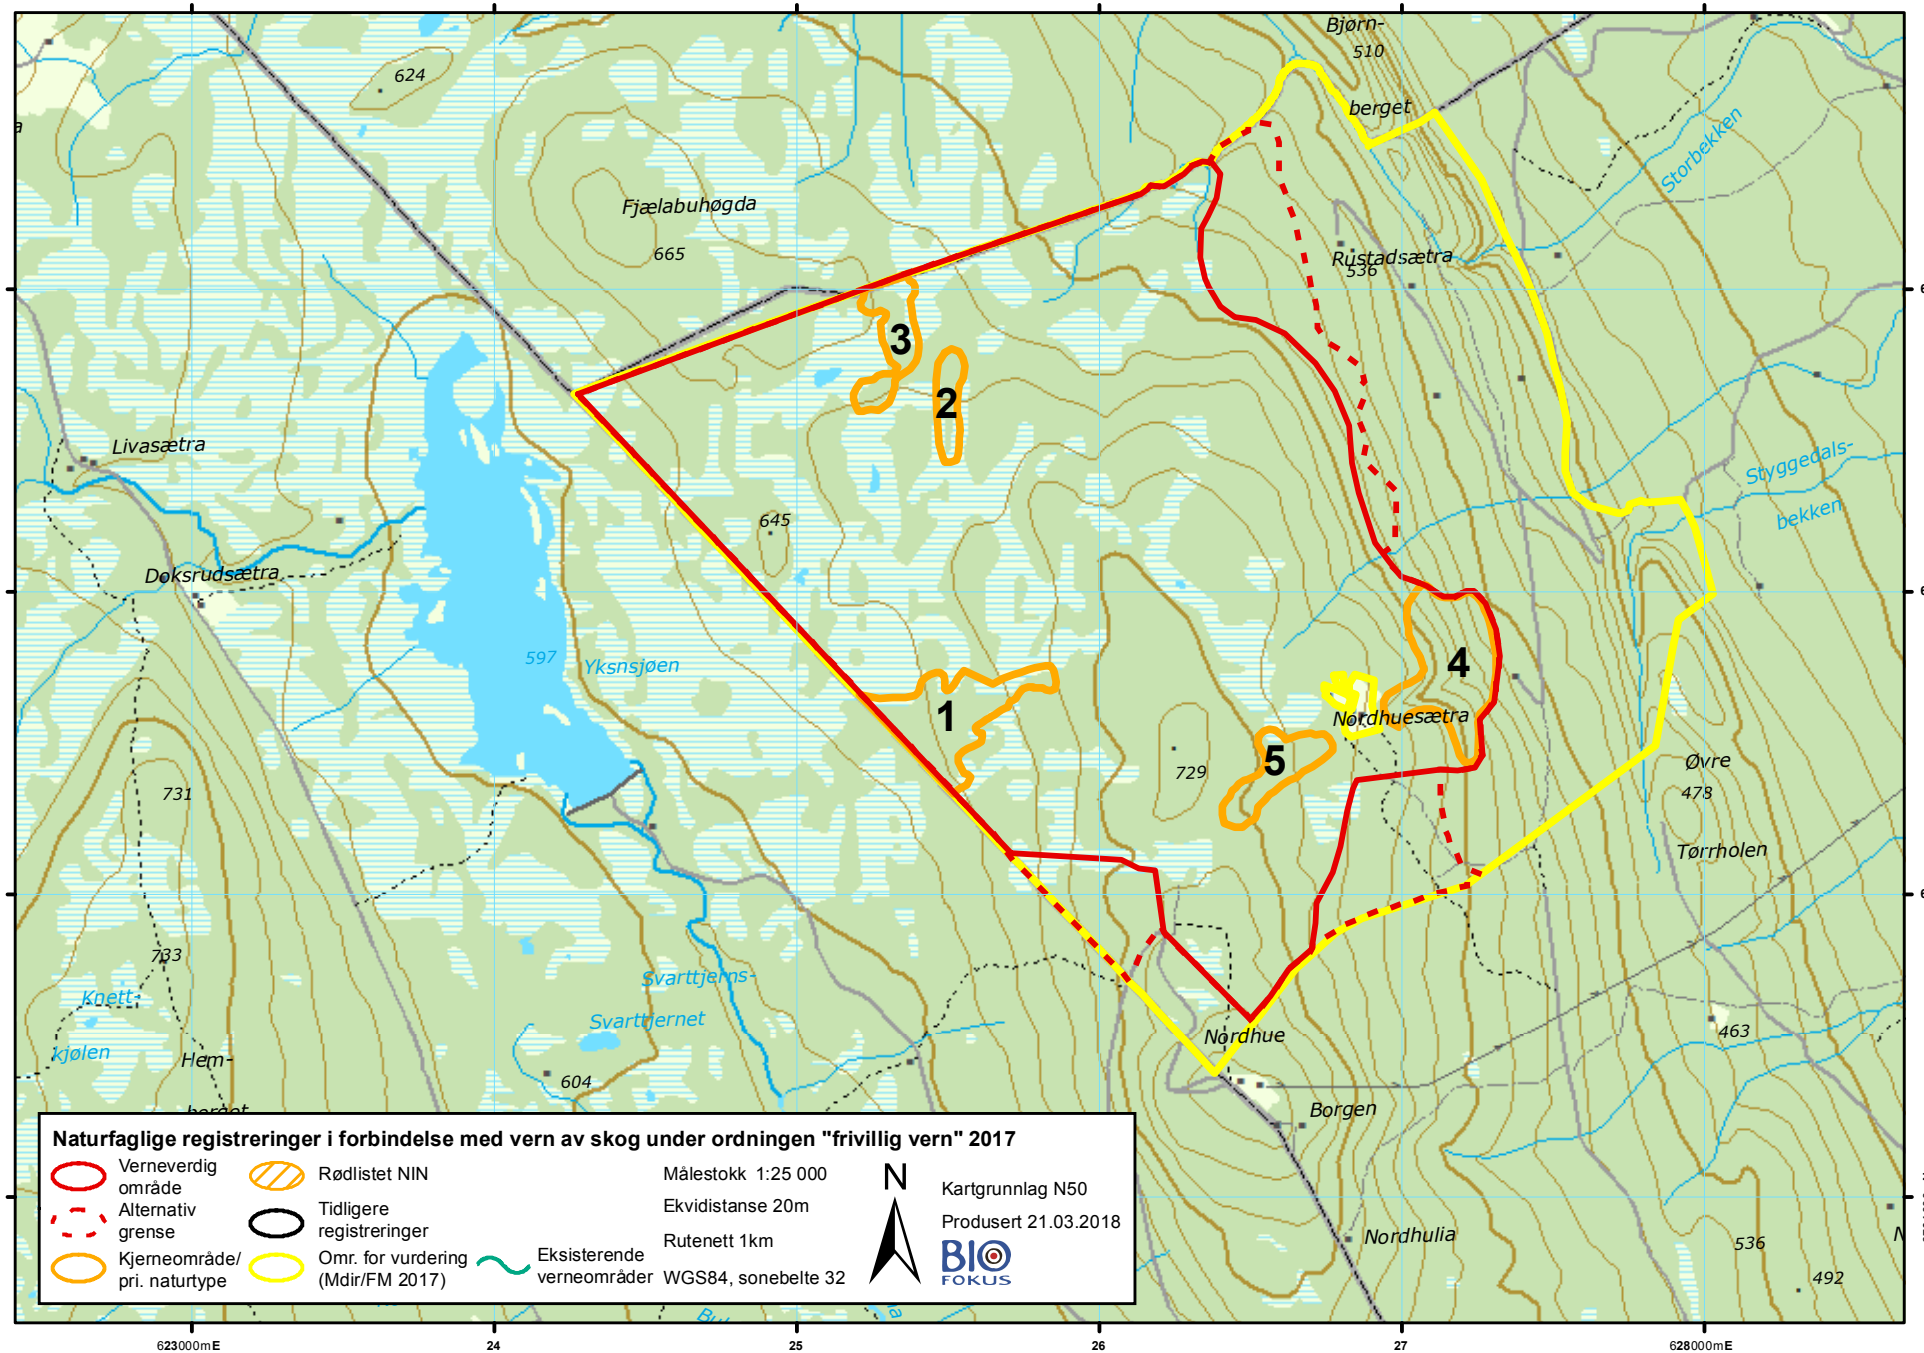 Bjørn-
510
berget
624
Storbekken
Fjælabuhøgda
665
Rustadsætra
536
3
2
Livasætra
Styggedals-
bekken
645
Doksrudsætra
597
Yksnsjøen
4
1
Nordhuesætra
5
729
731
Øvre
478
Tørrholen
733
Knett-
kjølen
Svarttjerns-
Svarttjernet
Nordhue
463
Hem-
604
Borgen
berget
Nordhulia
536
492
N
Naturfaglige registreringer i forbindelse med vern av skog under ordningen "frivillig vern" 2017
Verneverdig
område
Alternativ
grense
Kjerneområde/
pri. naturtype
Rødlistet NIN
Tidligere
registreringer
Omr. for vurdering
(Mdir/FM 2017)
Eksisterende
verneområder
Målestokk 1:25 000
Ekvidistanse 20m
Rutenett 1km
WGS84, sonebelte 32
N
Kartgrunnlag N50
Produsert 21.03.2018
BIO
FOKUS
623000mE
24
25
26
27
628000mE